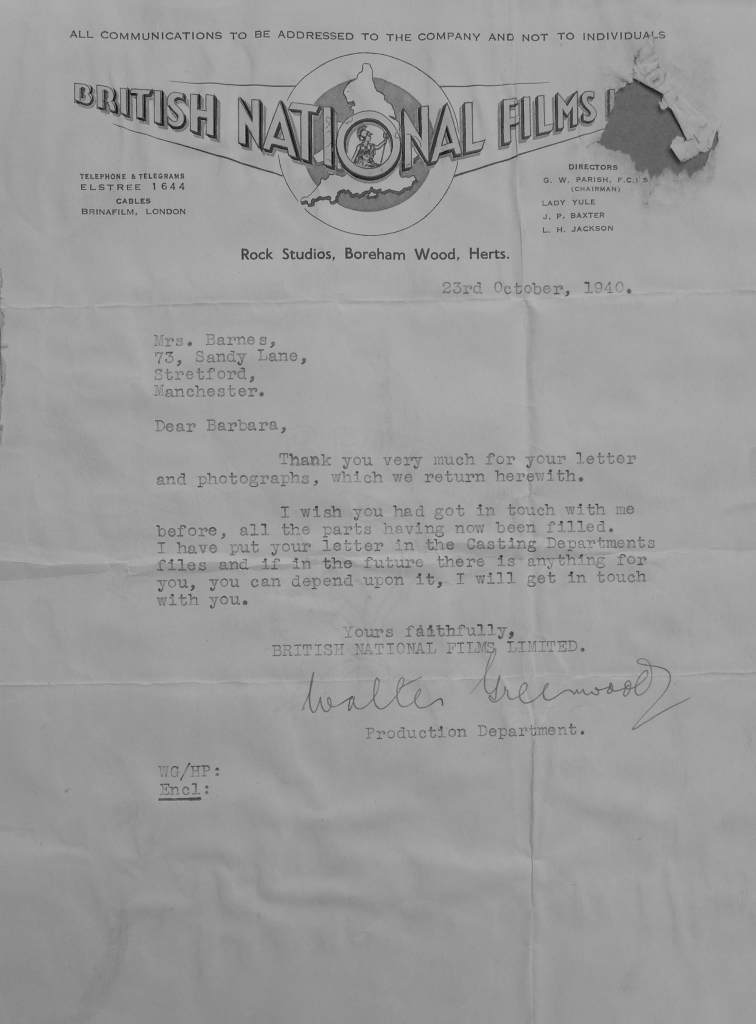 ALL COMMUNICATIONS TO BE ADDRESSED TO THE COMPANY AND NOT TO INDIVIDUALS
BRITISH NATIONAL FILMS
TELEPHONE & TELEGRAMS
ELSTREE 1644
CABLES
BRINAFILM, LONDON
DIRECTORS
G. W. PARISH, F.C.I.S
(CHAIRMAN)
LADY YULE
J. P. BAXTER
L. H. JACKSON
Rock Studios, Boreham Wood, Herts.
23rd October, 1940.
Mrs. Barnes,
73, Sandy Lane,
Stretford,
Manchester.
Dear Barbara,
Thank you very much for your letter
and photographs, which we return herewith.
I wish you had got in touch with me
before, all the parts having now been filled.
I have put your letter in the Casting Departments
files and if in the future there is anything for
you, you can depend upon it, I will get in touch
with you.
Yours faithfully,
BRITISH NATIONAL FILMS LIMITED.
Walter Greenwood
Production Department.
WG/HP:
Encl: